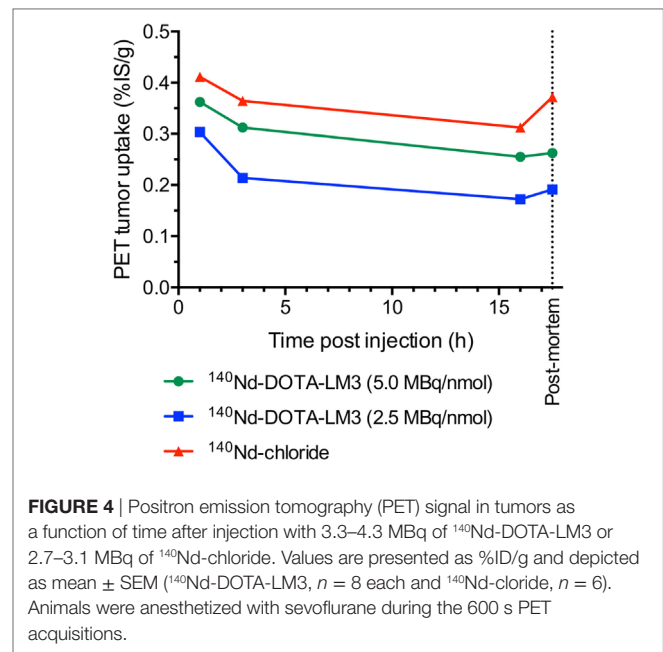 0.5
0.4
0.3
0.2
0.1
0.0
PET tumor uptake (%IS/g)
0
5
10
15
Time post injection (h)
Post-mortem
¹⁴⁰Nd-DOTA-LM3 (5.0 MBq/nmol)
¹⁴⁰Nd-DOTA-LM3 (2.5 MBq/nmol)
¹⁴⁰Nd-chloride
FIGURE 4 | Positron emission tomography (PET) signal in tumors as
a function of time after injection with 3.3–4.3 MBq of ¹⁴⁰Nd-DOTA-LM3 or
2.7–3.1 MBq of ¹⁴⁰Nd-chloride. Values are presented as %ID/g and depicted
as mean ± SEM (¹⁴⁰Nd-DOTA-LM3, n = 8 each and ¹⁴⁰Nd-cloride, n = 6).
Animals were anesthetized with sevoflurane during the 600 s PET
acquisitions.